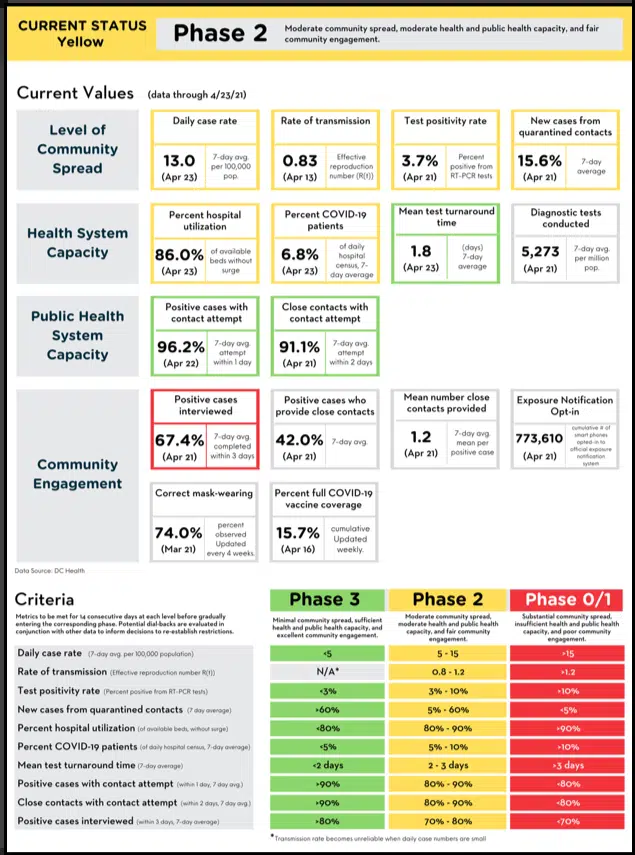 CURRENT STATUS
Yellow
Phase 2
Moderate community spread, moderate health and public health capacity, and fair
community engagement.
Current Values (data through 4/23/21)
Level of
Community
Spread
Daily case rate
13.0
(Apr 23)
7-day avg.
per 100,000
pop.
Rate of transmission
0.83
(Apr 13)
Effective
reproduction
number (R(t))
Test positivity rate
3.7%
(Apr 21)
Percent
positive from
RT-PCR tests
New cases from
quarantined contacts
15.6%
(Apr 21)
7-day
average
Health System
Capacity
Percent hospital
utilization
86.0%
(Apr 23)
of available
beds without
surge
Percent COVID-19
patients
6.8%
(Apr 23)
of daily
hospital
census, 7-
day average
Mean test turnaround
time
1.8
(Apr 23)
(days)
7-day
average
Diagnostic tests
conducted
5,273
(Apr 21)
7-day avg.
per million
pop.
Public Health
System
Capacity
Positive cases with
contact attempt
96.2%
(Apr 22)
7-day avg.
attempt
within 1 day
Close contacts with
contact attempt
91.1%
(Apr 21)
7-day avg.
attempt
within 2 days
Community
Engagement
Positive cases
interviewed
67.4%
(Apr 21)
7-day avg.
completed
within 3 days
Positive cases who
provide close contacts
42.0%
(Apr 21)
7-day avg.
Mean number close
contacts provided
1.2
(Apr 21)
7-day avg.
mean per
positive case
Exposure Notification
Opt-in
773,610
(Apr 21)
cumulative # of
smart phones
opted-in to
official exposure
notification
system
Correct mask-wearing
74.0%
(Mar 21)
percent
observed
Updated
every 4 weeks.
Percent full COVID-19
vaccine coverage
15.7%
(Apr 16)
cumulative
Updated
weekly.
Data Source: DC Health
Criteria
Metrics to be met for 14 consecutive days at each level before gradually
entering the corresponding phase. Potential dial-backs are evaluated in
conjunction with other data to inform decisions to re-establish restrictions.
Phase 3
Minimal community spread, sufficient
health and public health capacity, and
excellent community engagement.
Phase 2
Moderate community spread,
moderate health and public health
capacity, and fair community
engagement.
Phase 0/1
Substantial community spread,
insufficient health and public health
capacity, and poor community
engagement.
Daily case rate (7-day avg. per 100,000 population) <5 5 - 15 >15
Rate of transmission (Effective reproduction number R(t)) N/A* 0.8 - 1.2 >1.2
Test positivity rate (Percent positive from RT-PCR tests) <3% 3% - 10% >10%
New cases from quarantined contacts (7 day average) >60% 5% - 60% <5%
Percent hospital utilization (of available beds, without surge) <80% 80% - 90% >90%
Percent COVID-19 patients (of daily hospital census, 7-day average) <5% 5% - 10% >10%
Mean test turnaround time (7-day average) <2 days 2 - 3 days >3 days
Positive cases with contact attempt (within 1 day, 7 day avg.) >90% 80% - 90% <80%
Close contacts with contact attempt (within 2 days, 7 day avg.) >90% 80% - 90% <80%
Positive cases interviewed (within 3 days, 7-day average) >80% 70% - 80% <70%
*Transmission rate becomes unreliable when daily case numbers are small